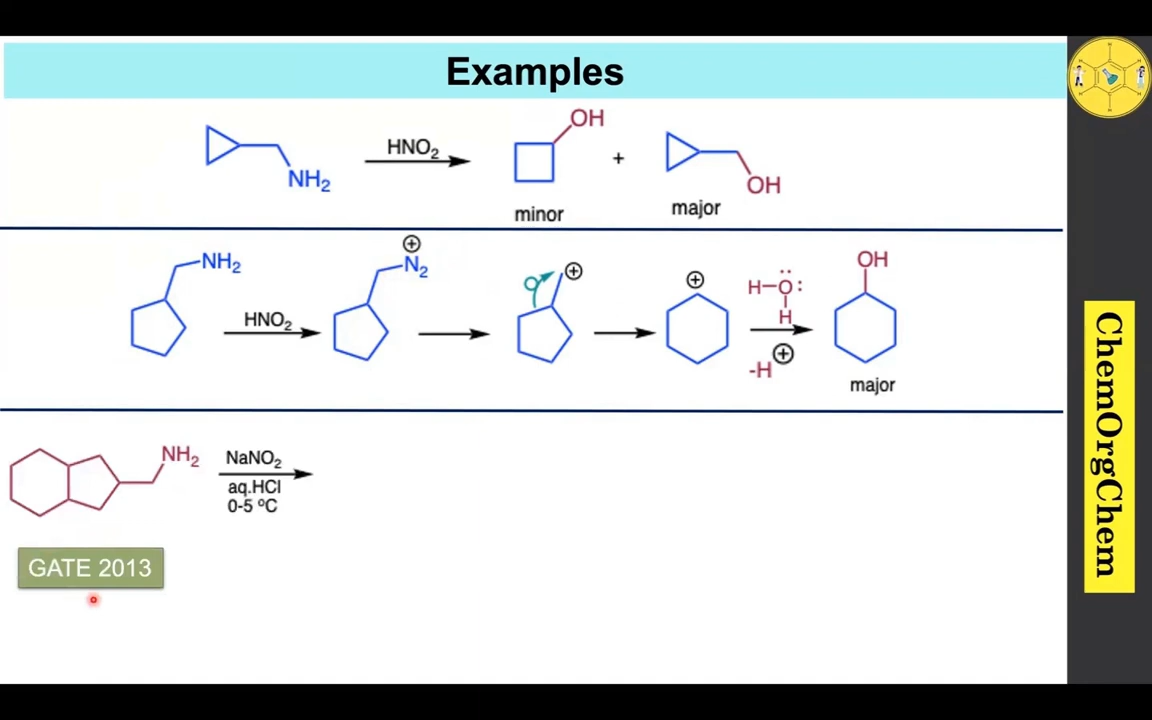 Examples
OH
HNO2
+
NH2
OH
minor
major
⊕
NH2
N2
⊕
⊕
H–Ö:
H
OH
HNO2
-H⊕
major
NH2
NaNO2
aq.HCl
0-5 ºC
GATE 2013
ChemOrgChem